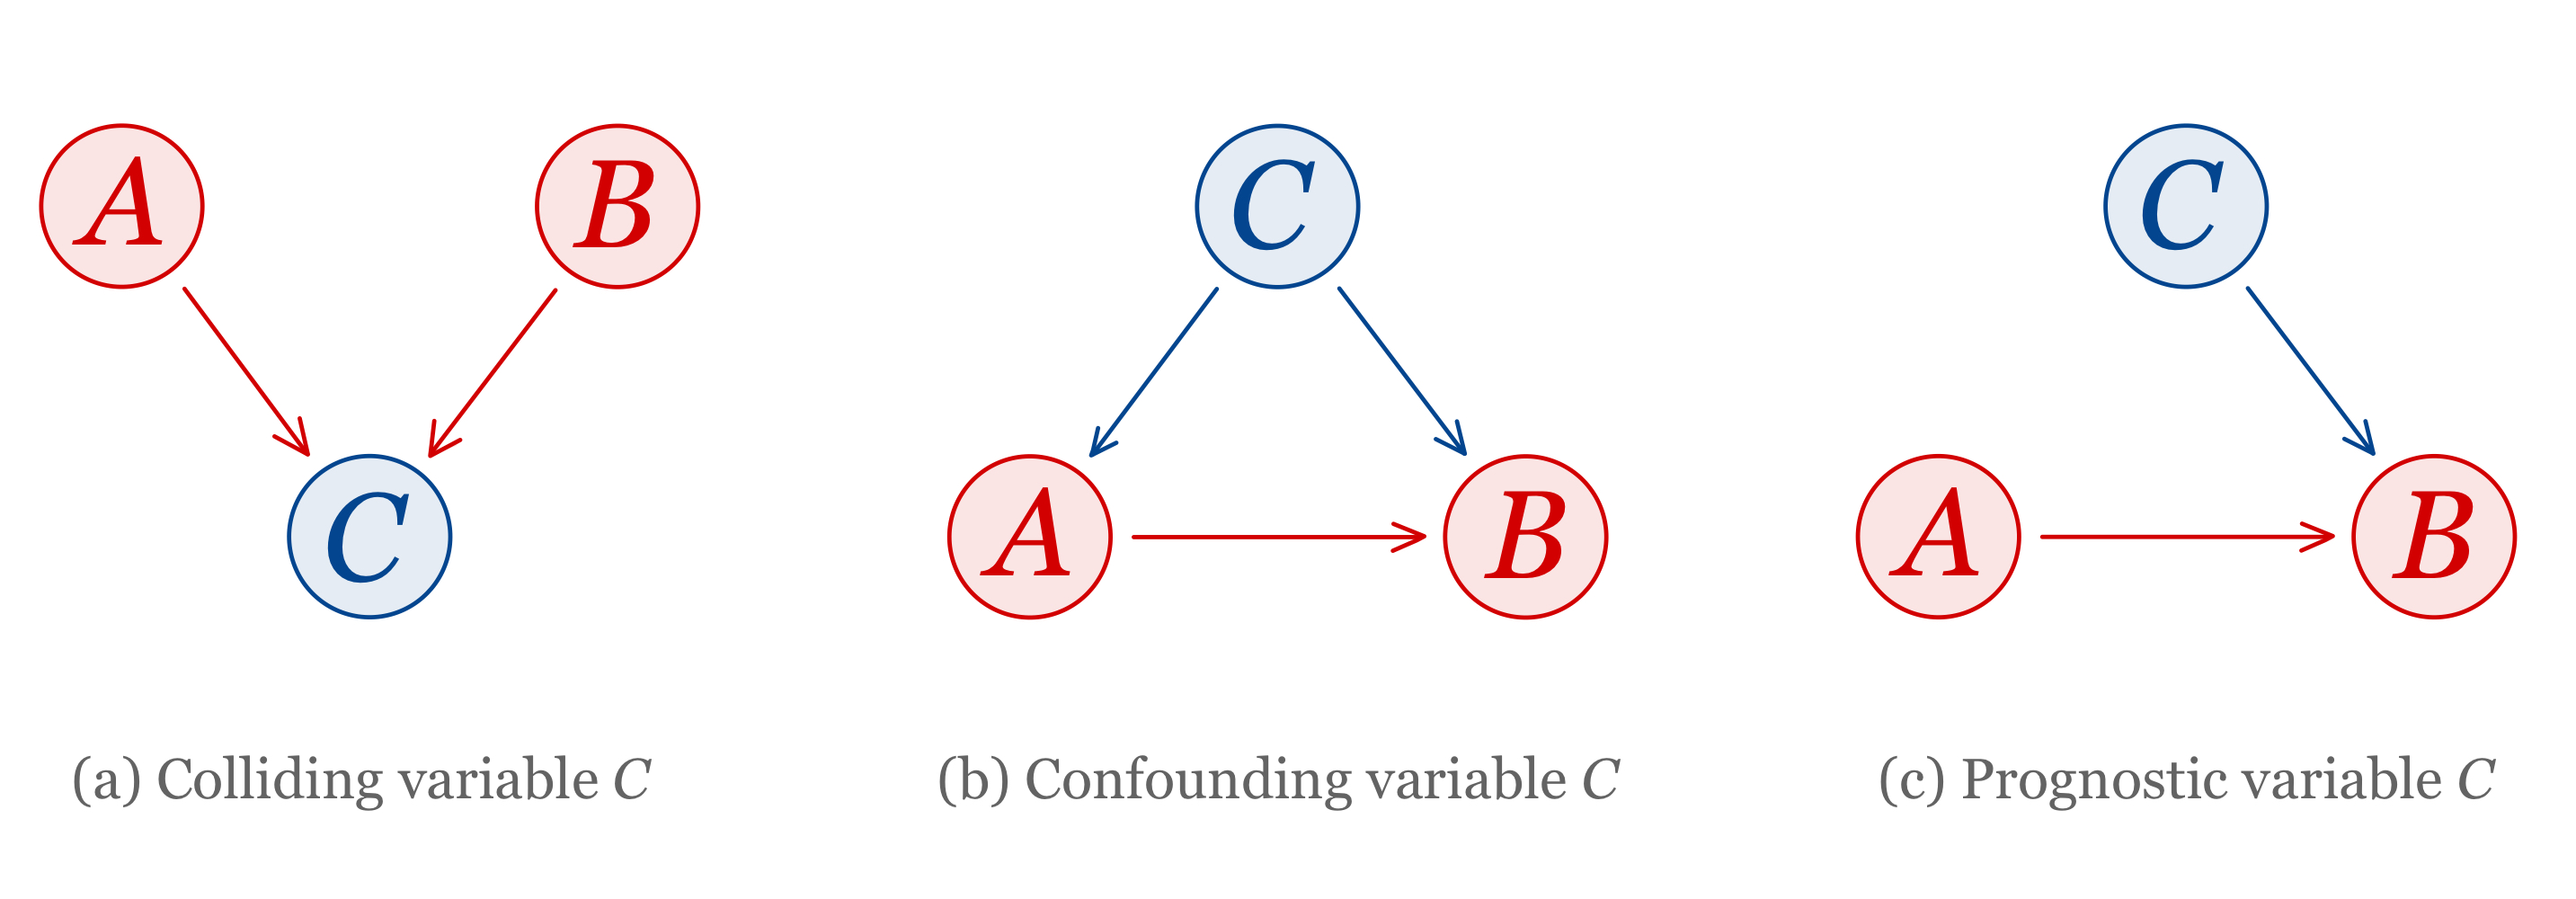 A B
C
(a) Colliding variable C
C
A B
(b) Confounding variable C
C
A B
(c) Prognostic variable C